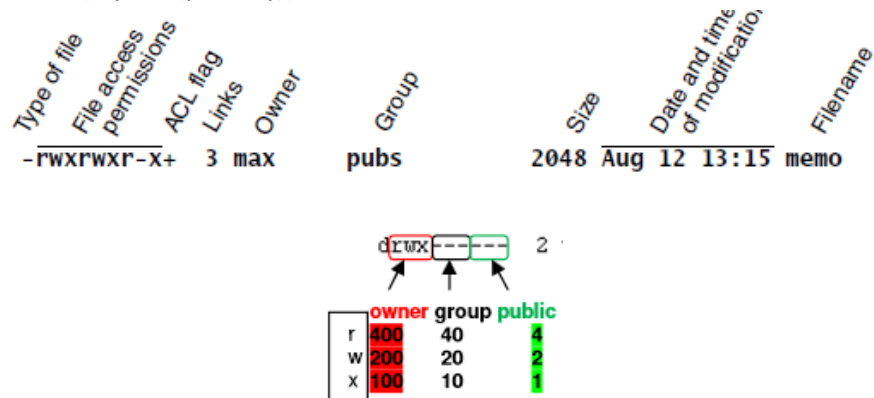 Type of file
File access
permissions
ACL flag
Links
Owner
Group
Size
Date and time
of modification
Filename
-rwxrwxr-x+ 3 max pubs 2048 Aug 12 13:15 memo
drwx------ 2
owner group public
r 400 40 4
w 200 20 2
x 100 10 1